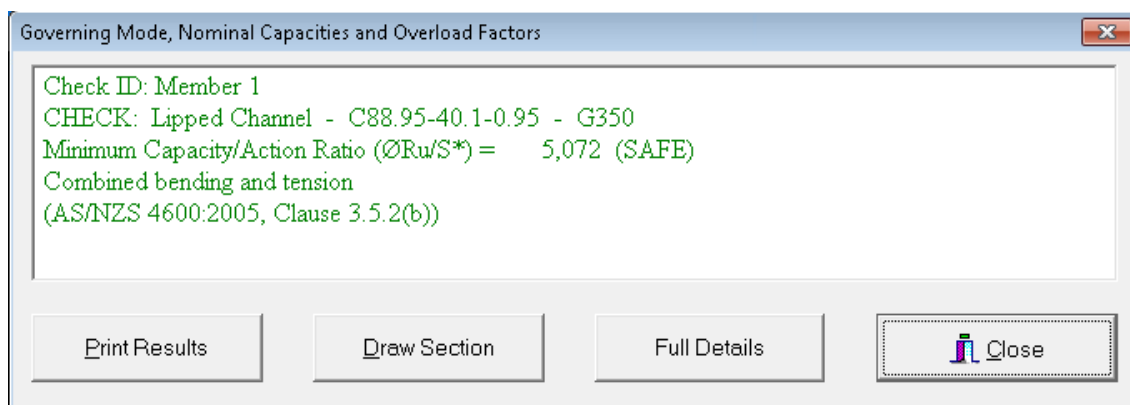 Governing Mode, Nominal Capacities and Overload Factors
Check ID: Member 1
CHECK: Lipped Channel - C88.95-40.1-0.95 - G350
Minimum Capacity/Action Ratio (ØRu/S*) = 5,072 (SAFE)
Combined bending and tension
(AS/NZS 4600:2005, Clause 3.5.2(b))
Print Results Draw Section Full Details Close